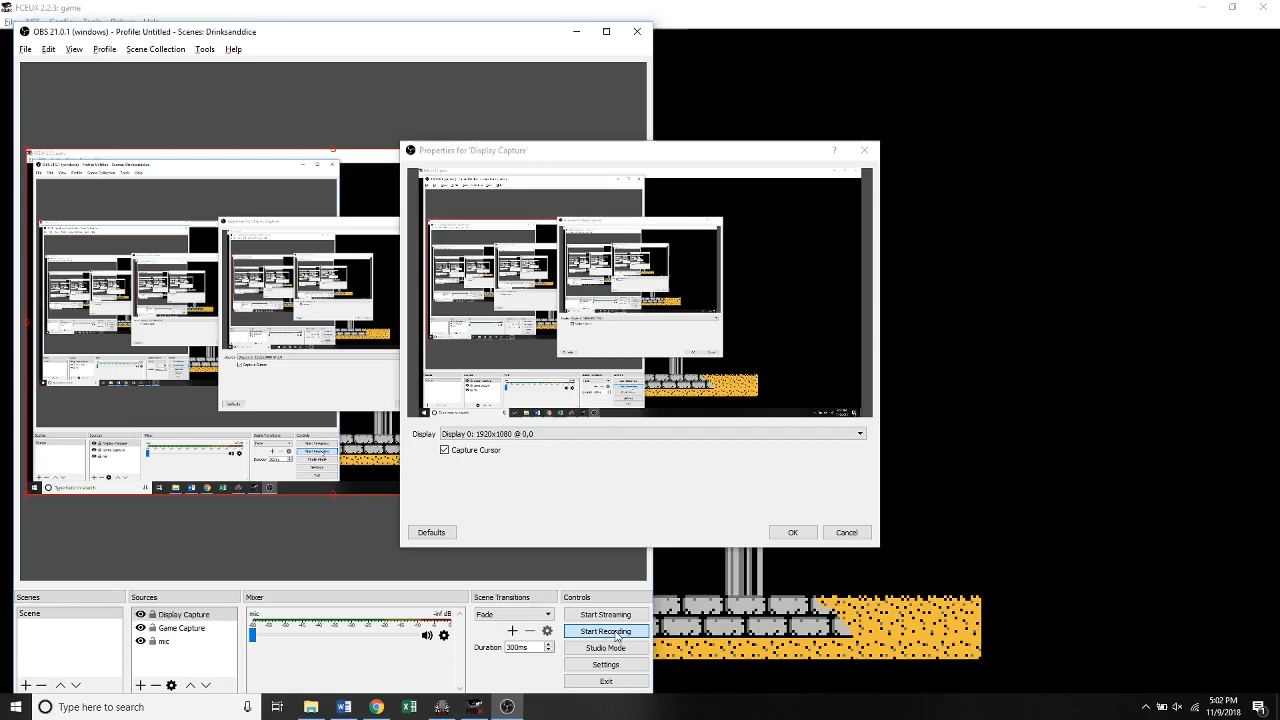 FCEUX 2.2.3: game
OBS 21.0.1 (windows) - Profile: Untitled - Scenes: Drinksanddice
File Edit View Profile Scene Collection Tools Help
Properties for 'Display Capture'
Display Display 0: 1920x1080 @ 0,0
Capture Cursor
Defaults OK Cancel
Scenes Sources Mixer Scene Transitions Controls
Scene
Display Capture
Game Capture
mic
mic -inf dB
Fade
Duration 300ms
Start Streaming
Start Recording
Studio Mode
Settings
Exit
Type here to search
5:02 PM
11/9/2018